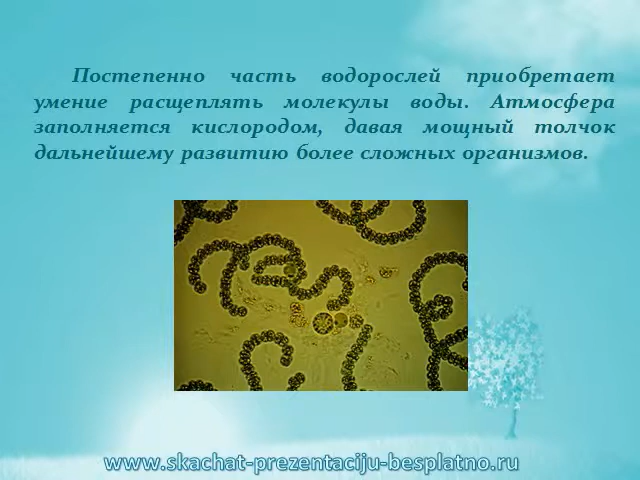 Постепенно часть водорослей приобретает
умение расщеплять молекулы воды. Атмосфера
заполняется кислородом, давая мощный толчок
дальнейшему развитию более сложных организмов.
www.skachat-prezentaciju-besplatno.ru